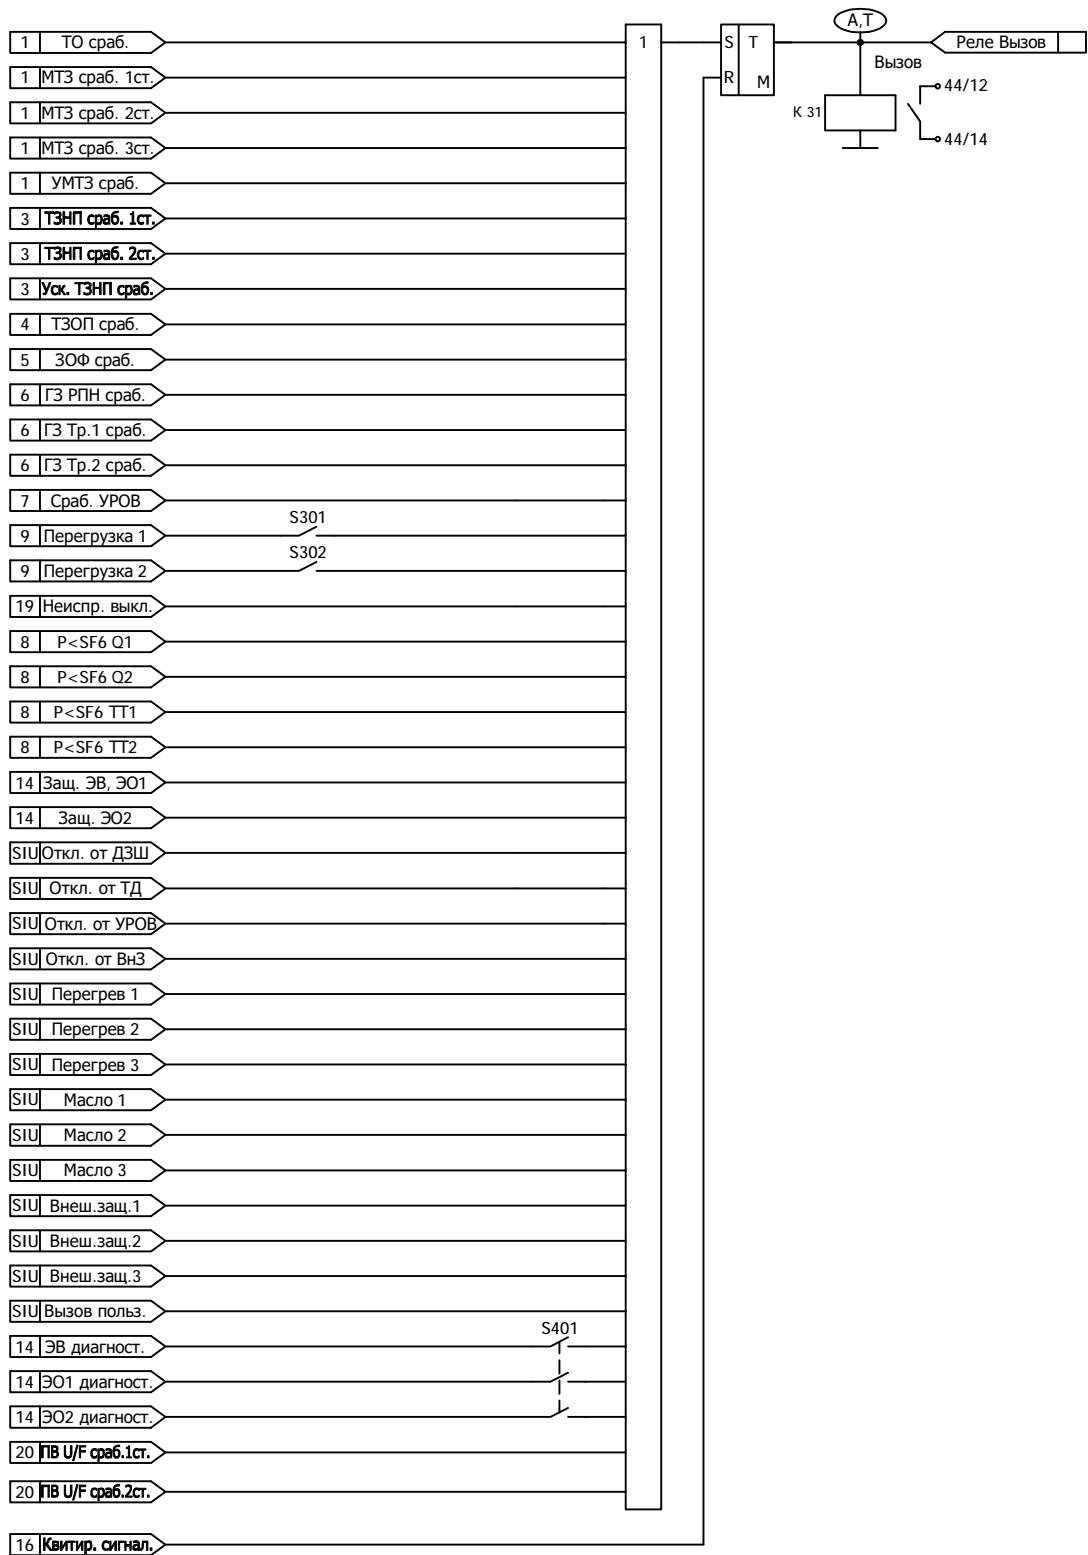 A,T
1 ТО сраб. 1 S T Реле Вызов
Вызов
1 МТЗ сраб. 1ст. R M
44/12
1 МТЗ сраб. 2ст. К 31
44/14
1 МТЗ сраб. 3ст.
1 УМТЗ сраб.
3 ТЗНП сраб. 1ст.
3 ТЗНП сраб. 2ст.
3 Уск. ТЗНП сраб.
4 ТЗОП сраб.
5 ЗОФ сраб.
6 ГЗ РПН сраб.
6 ГЗ Тр.1 сраб.
6 ГЗ Тр.2 сраб.
7 Сраб. УРОВ
S301
9 Перегрузка 1
S302
9 Перегрузка 2
19 Неиспр. выкл.
8 P<SF6 Q1
8 P<SF6 Q2
8 P<SF6 ТТ1
8 P<SF6 ТТ2
14 Защ. ЭВ, ЭО1
14 Защ. ЭО2
SIU Откл. от ДЗШ
SIU Откл. от ТД
SIU Откл. от УРОВ
SIU Откл. от ВнЗ
SIU Перегрев 1
SIU Перегрев 2
SIU Перегрев 3
SIU Масло 1
SIU Масло 2
SIU Масло 3
SIU Внеш.защ.1
SIU Внеш.защ.2
SIU Внеш.защ.3
SIU Вызов польз.
S401
14 ЭВ диагност.
14 ЭО1 диагност.
14 ЭО2 диагност.
20 ПВ U/F сраб.1ст.
20 ПВ U/F сраб.2ст.
16 Квитир. сигнал.